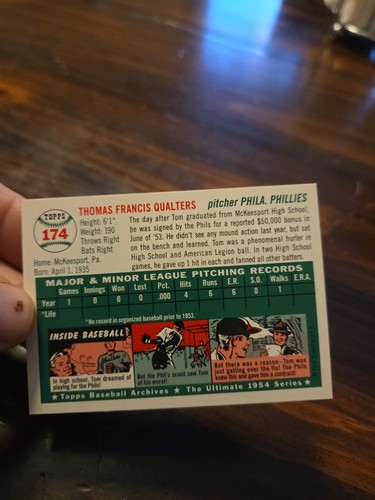 TOPPS
174
THOMAS FRANCIS QUALTERS
pitcher PHILA. PHILLIES
Height: 6'1"
Weight: 190
Throws Right
Bats Right
Home: McKeesport, Pa.
Born: April 1, 1935
The day after Tom graduated from McKeesport High School,
he was signed by the Phils for a reported $50,000 bonus in
June of '53. He didn't see any mound action last year, but sat
on the bench and learned. Tom was a phenomenal hurler in
High School and American Legion ball. In two High School
games, he gave up 1 hit in each and fanned all other batters.
MAJOR & MINOR LEAGUE PITCHING RECORDS
Games Innings Won Lost Pct. Hits Runs E.R. S.O. Walks E.R.A.
Year 1 0 0 0 .000 4 6 6 0 1
*Life
*No record in organized baseball prior to 1953.
INSIDE BASEBALL
In high school, Tom dreamed of
playing for the Phils!
But the Phil's scout saw Tom
at his worst!
But there was a reason—Tom was
just getting over the flu! The Phils
knew this and gave him a contract!
★Topps Baseball Archives ★ The Ultimate 1954 Series★